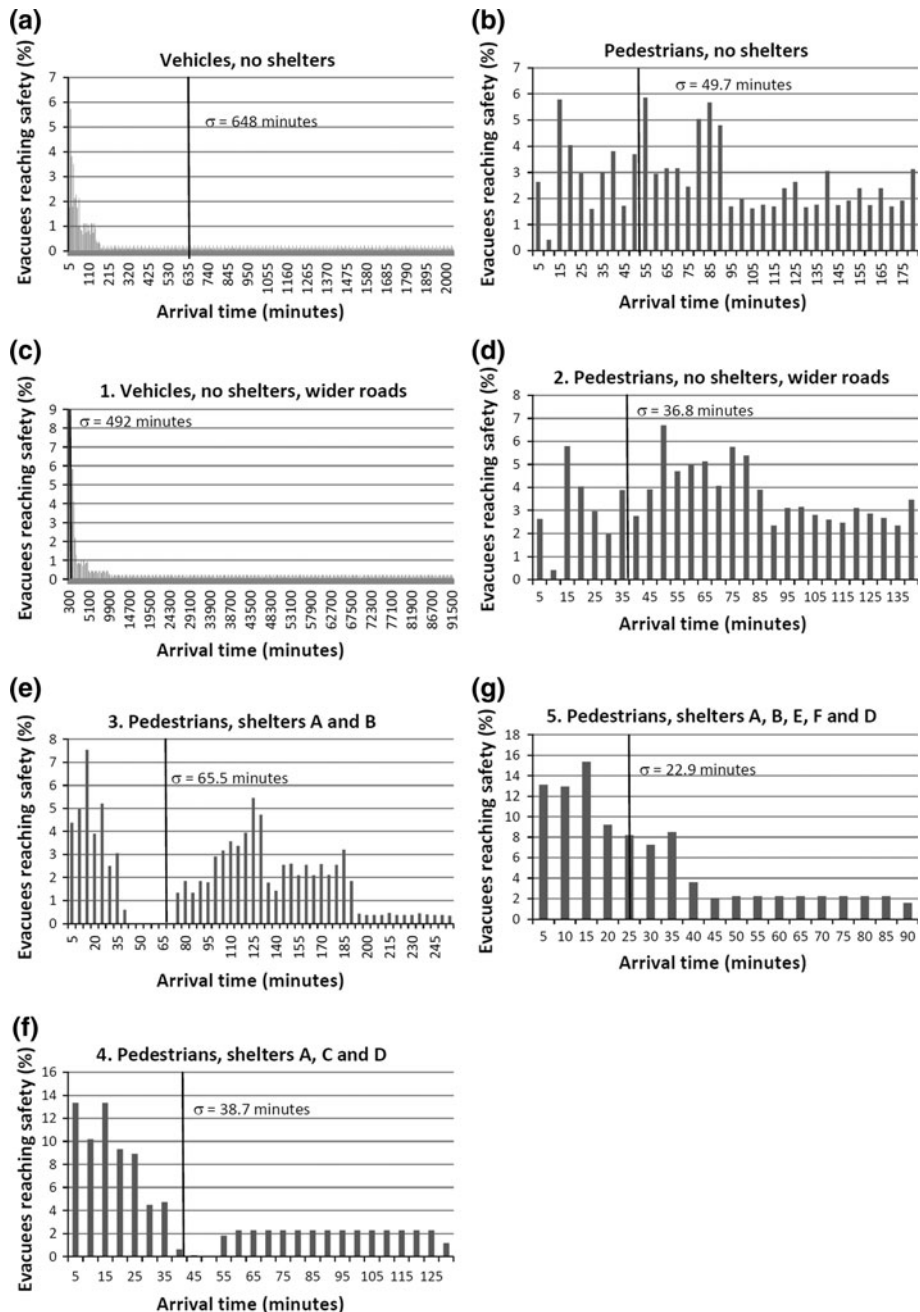 (a)
Vehicles, no shelters
Evacuees reaching safety (%)
7
6
5
4
3
2
1
0
σ = 648 minutes
5 110 215 320 425 530 635 740 845 950 1055 1160 1265 1370 1475 1580 1685 1790 1895 2000
Arrival time (minutes)
(b)
Pedestrians, no shelters
Evacuees reaching safety (%)
7
6
5
4
3
2
1
0
σ = 49.7 minutes
5 15 25 35 45 55 65 75 85 95 105 115 125 135 145 155 165 175
Arrival time (minutes)
(c)
1. Vehicles, no shelters, wider roads
Evacuees reaching safety (%)
9
8
7
6
5
4
3
2
1
0
σ = 492 minutes
300 5100 9900 14700 19500 24300 29100 33900 38700 43500 48300 53100 57900 62700 67500 72300 77100 81900 86700 91500
Arrival time (minutes)
(d)
2. Pedestrians, no shelters, wider roads
Evacuees reaching safety (%)
8
7
6
5
4
3
2
1
0
σ = 36.8 minutes
5 15 25 35 45 55 65 75 85 95 105 115 125 135
Arrival time (minutes)
(e)
3. Pedestrians, shelters A and B
Evacuees reaching safety (%)
8
7
6
5
4
3
2
1
0
σ = 65.5 minutes
5 20 35 50 65 80 95 110 125 140 155 170 185 200 215 230 245
Arrival time (minutes)
(g)
5. Pedestrians, shelters A, B, E, F and D
Evacuees reaching safety (%)
18
16
14
12
10
8
6
4
2
0
σ = 22.9 minutes
5 10 15 20 25 30 35 40 45 50 55 60 65 70 75 80 85 90
Arrival time (minutes)
(f)
4. Pedestrians, shelters A, C and D
Evacuees reaching safety (%)
16
14
12
10
8
6
4
2
0
σ = 38.7 minutes
5 15 25 35 45 55 65 75 85 95 105 115 125
Arrival time (minutes)